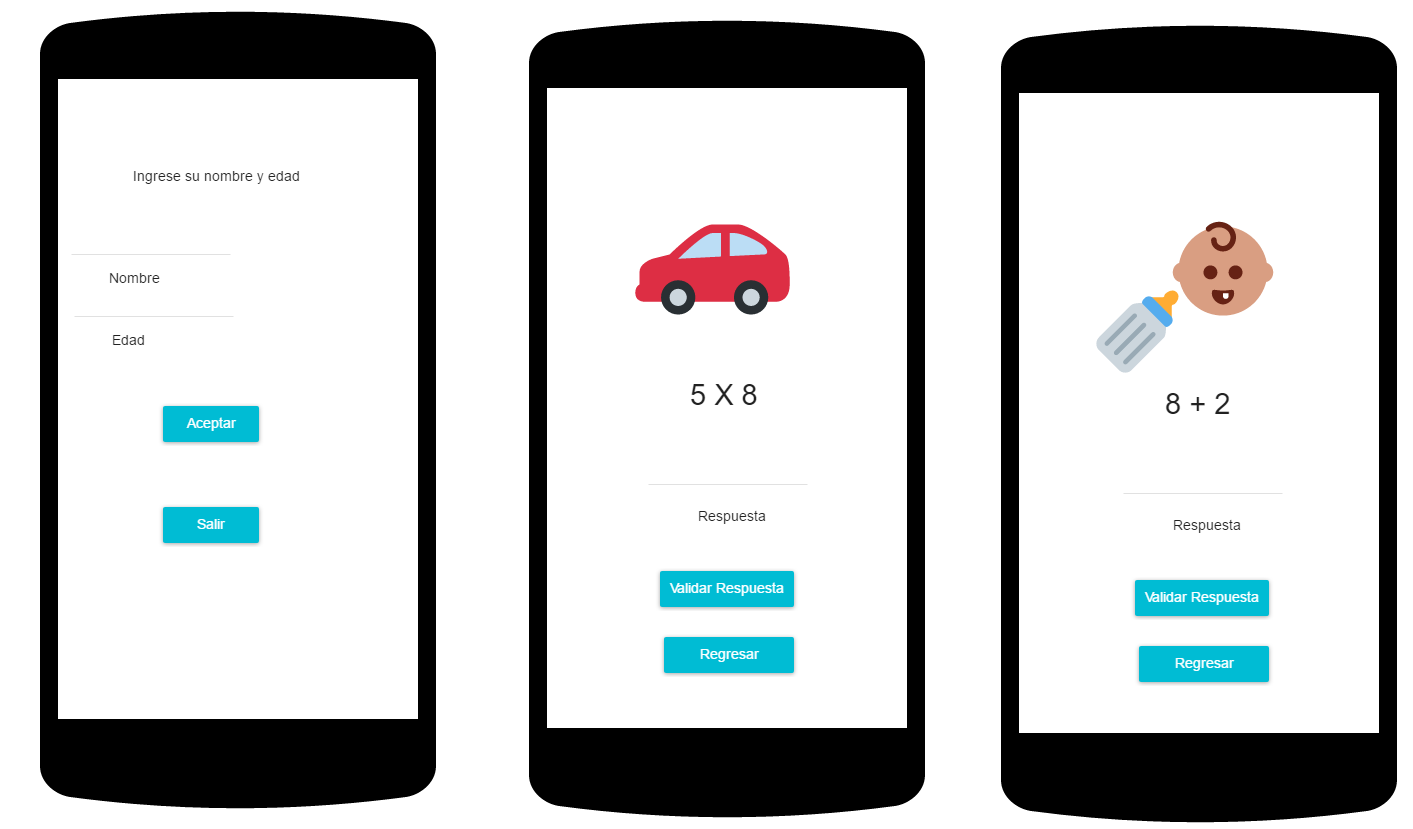 Ingrese su nombre y edad
Nombre
Edad
Aceptar
Salir
5 X 8
Respuesta
Validar Respuesta
Regresar
8 + 2
Respuesta
Validar Respuesta
Regresar